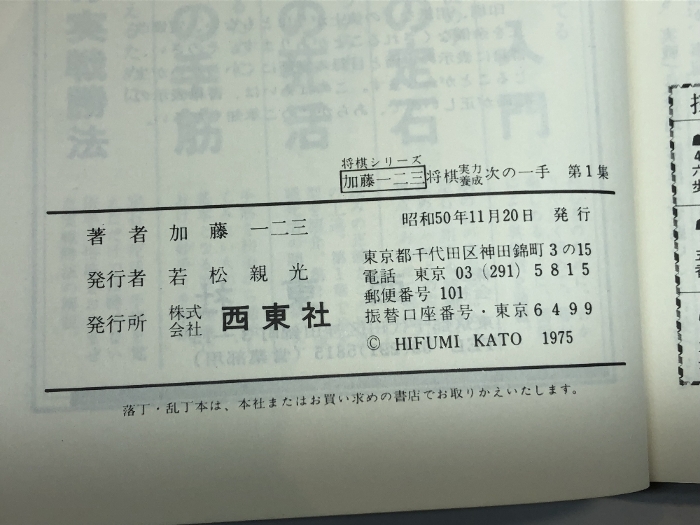 将棋シリーズ
加藤一二三将棋実力養成次の一手 第1集
昭和50年11月20日 発行
著者 加藤 一二三
発行者 若松親光
発行所 株式会社 西東社
東京都千代田区神田錦町3の15
電話 東京 03(291)5815
郵便番号 101
振替口座番号・東京6499
© HIFUMI KATO 1975
落丁・乱丁本は、本社またはお買い求めの書店でお取りかえいたします。